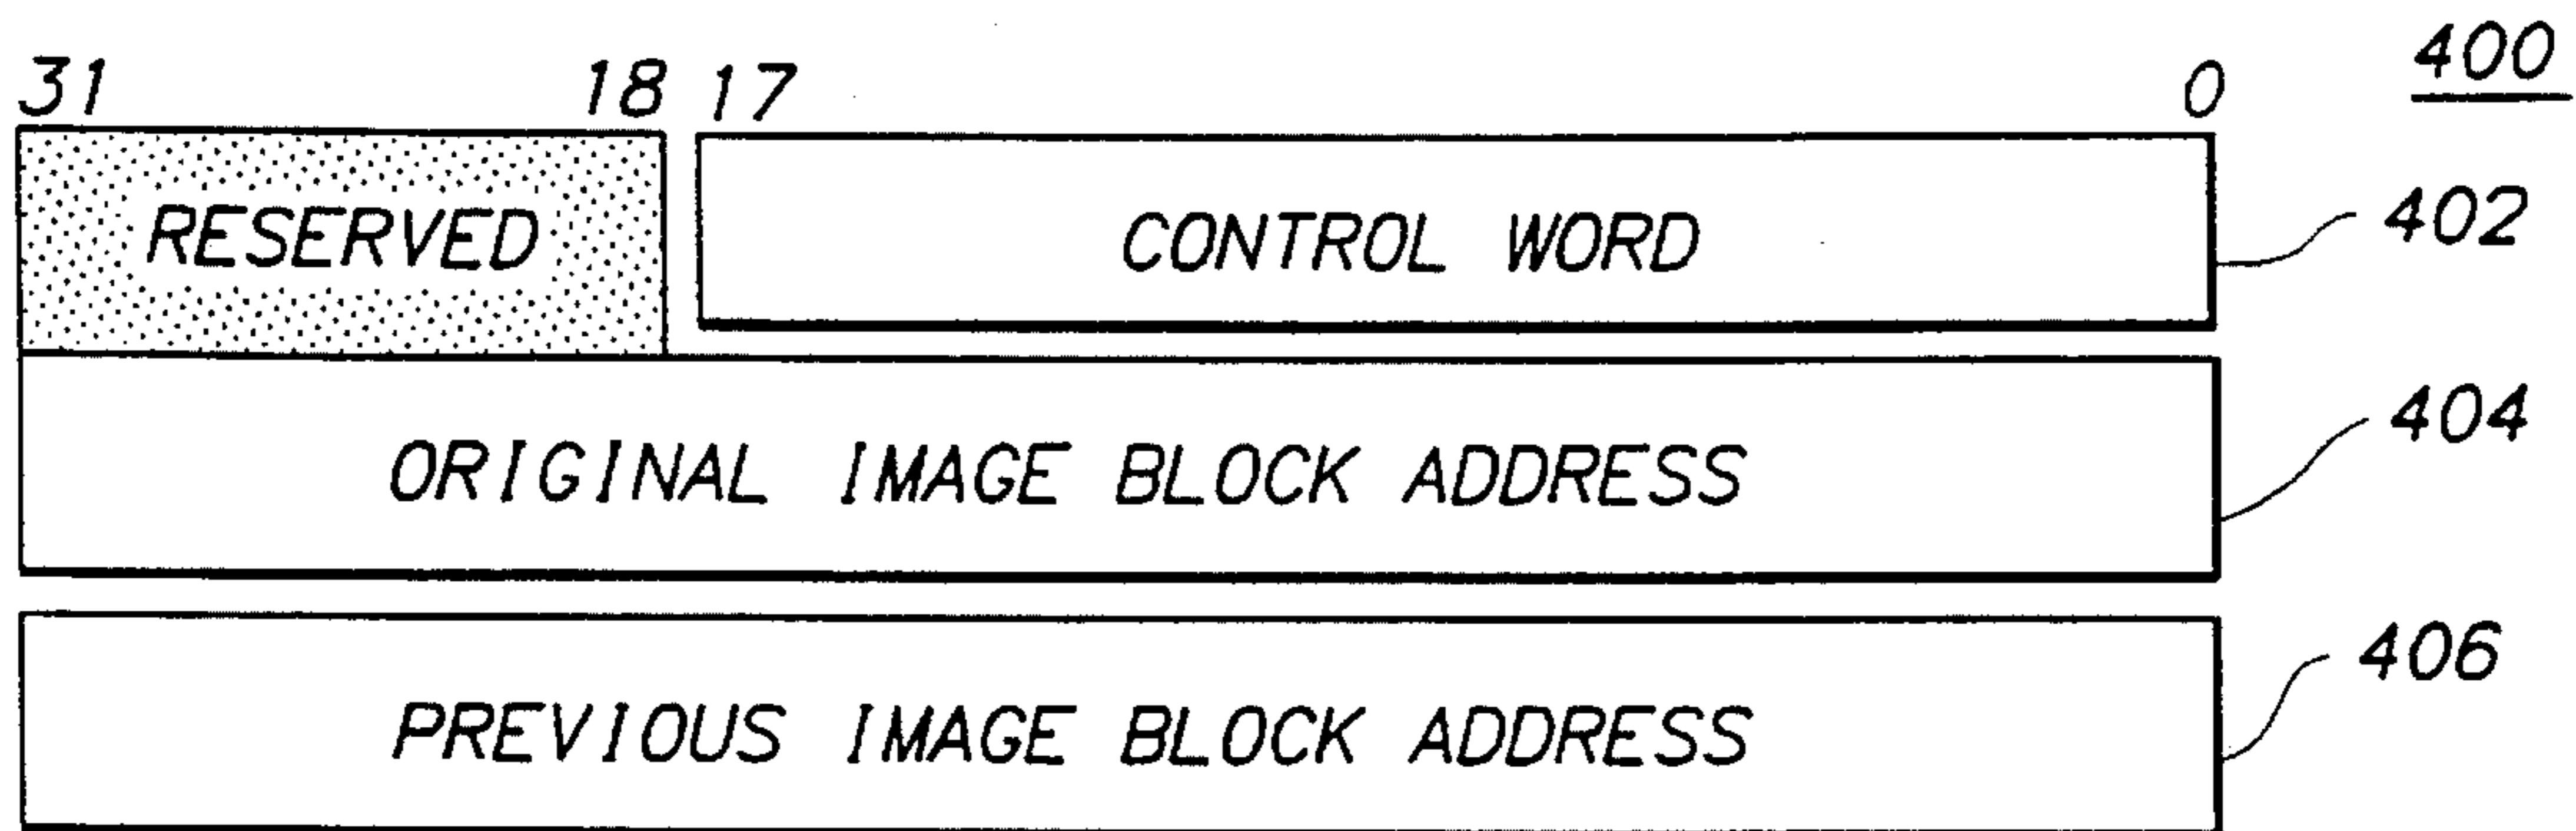 400
31 18 17 0
RESERVED CONTROL WORD 402
ORIGINAL IMAGE BLOCK ADDRESS 404
PREVIOUS IMAGE BLOCK ADDRESS 406